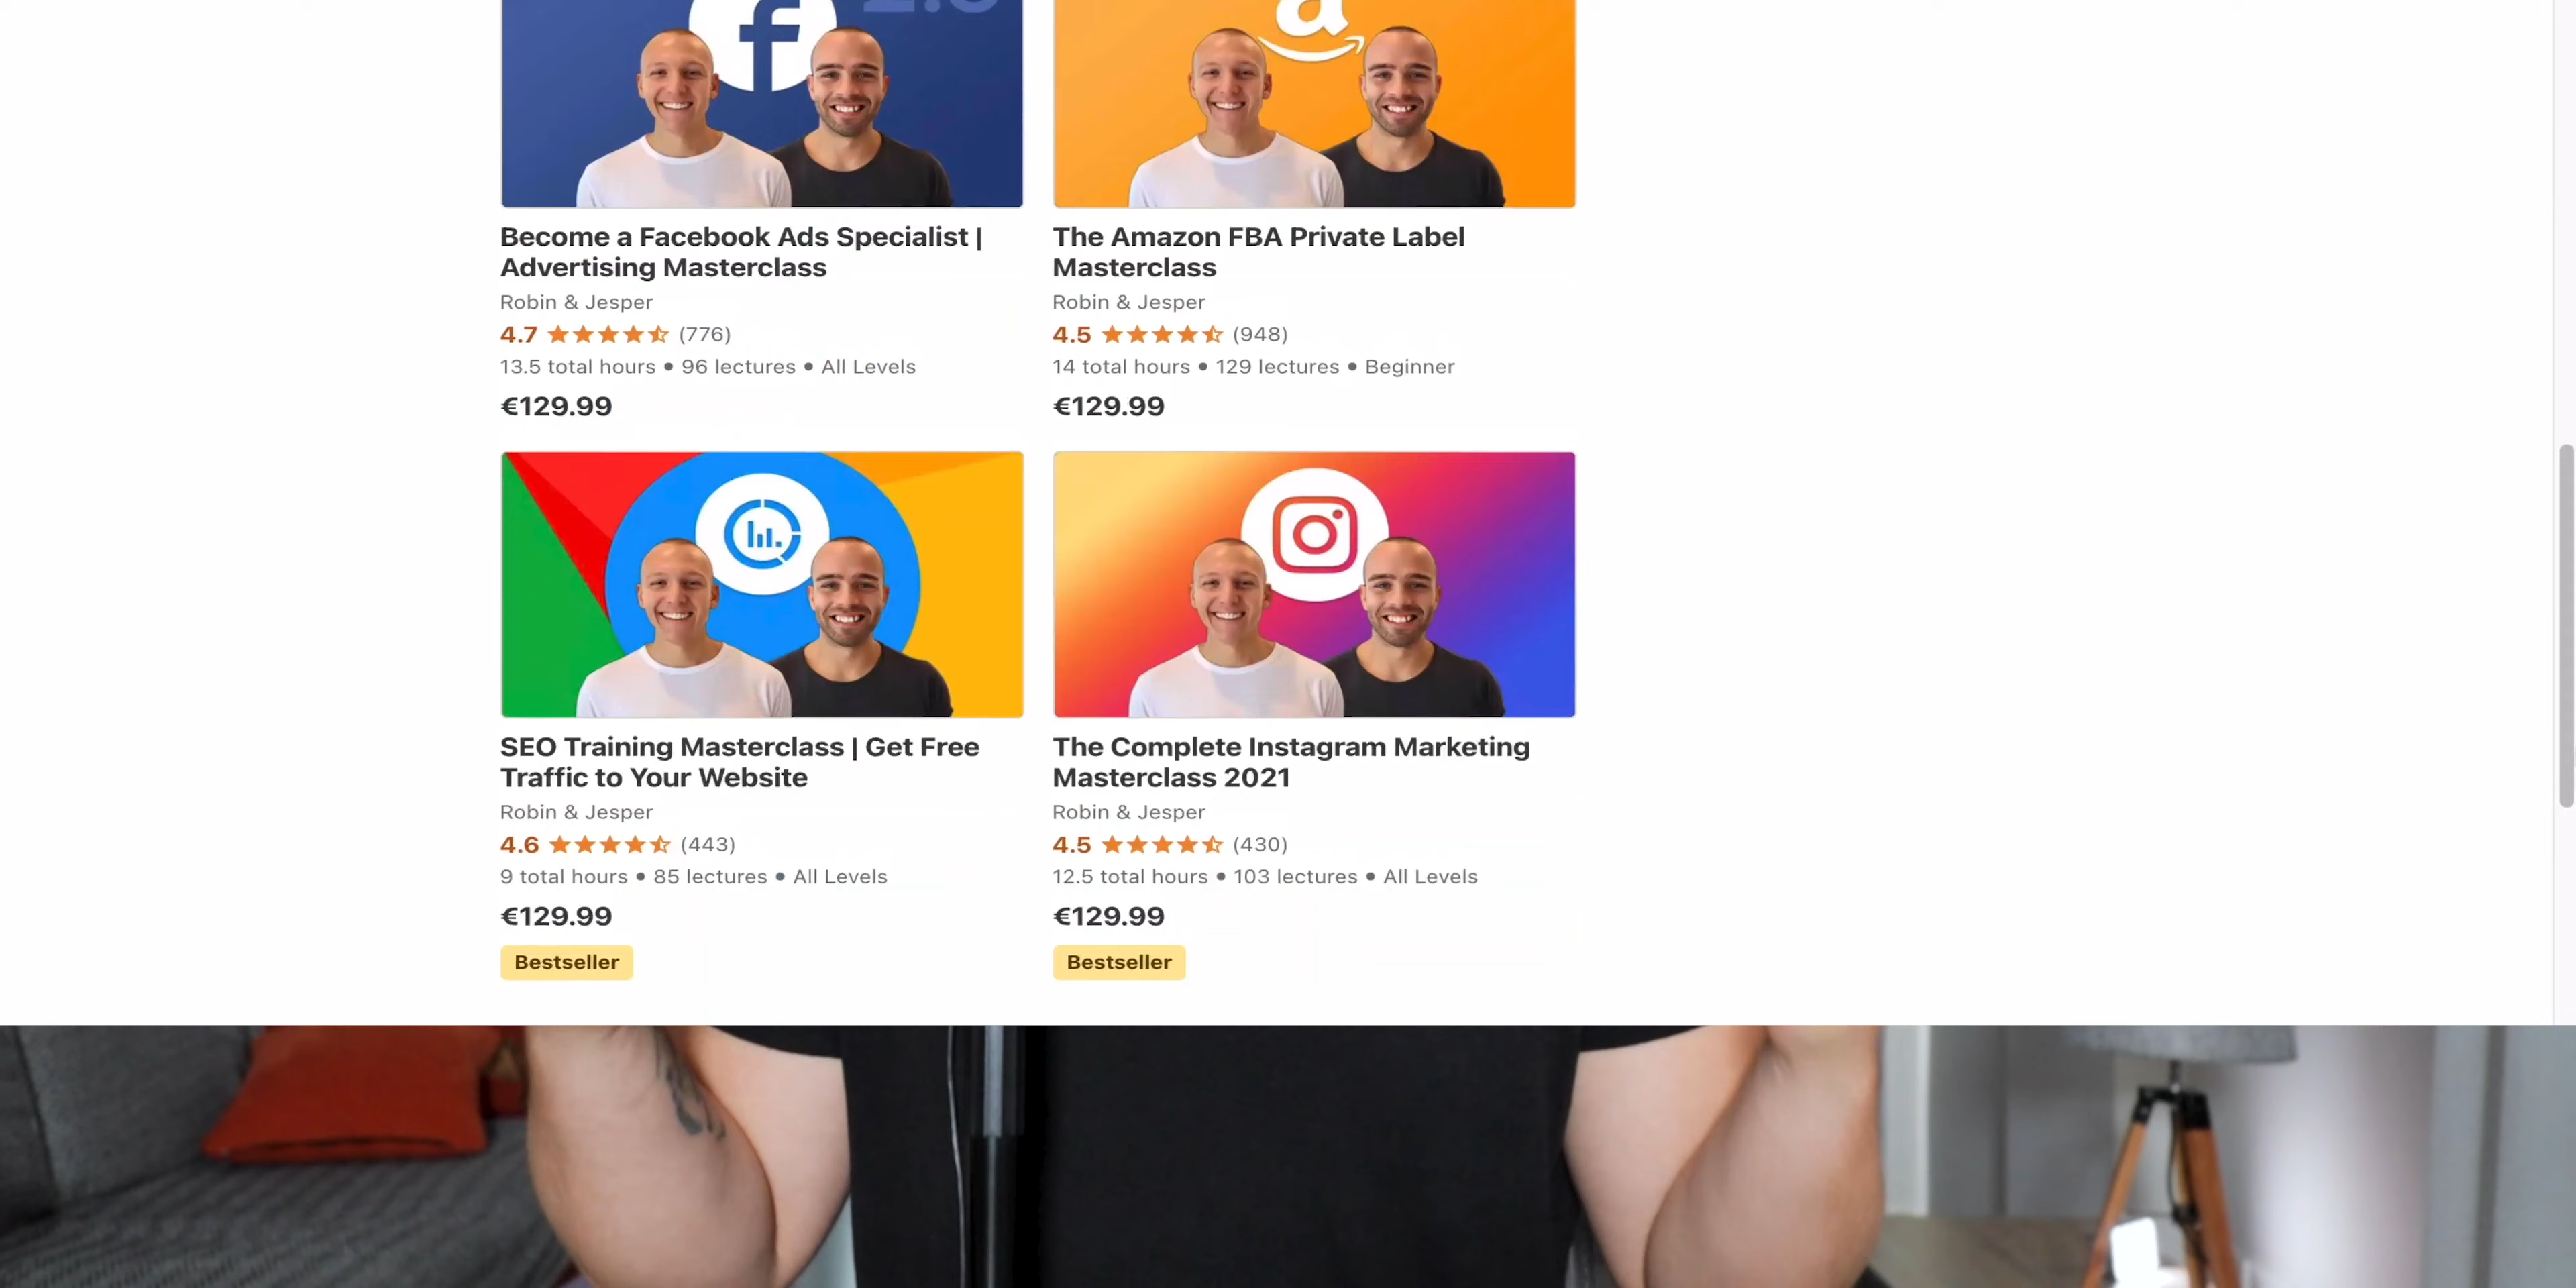 Become a Facebook Ads Specialist |
Advertising Masterclass
Robin & Jesper
4.7 (776)
13.5 total hours • 96 lectures • All Levels
€129.99
The Amazon FBA Private Label
Masterclass
Robin & Jesper
4.5 (948)
14 total hours • 129 lectures • Beginner
€129.99
SEO Training Masterclass | Get Free
Traffic to Your Website
Robin & Jesper
4.6 (443)
9 total hours • 85 lectures • All Levels
€129.99
Bestseller
The Complete Instagram Marketing
Masterclass 2021
Robin & Jesper
4.5 (430)
12.5 total hours • 103 lectures • All Levels
€129.99
Bestseller